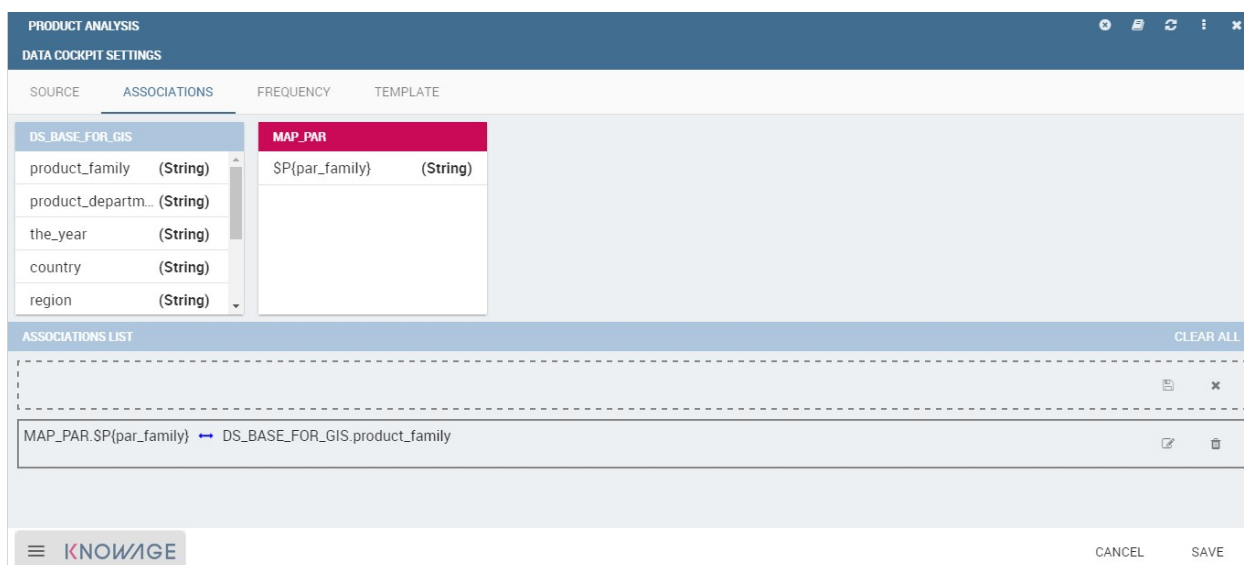 PRODUCT ANALYSIS
DATA COCKPIT SETTINGS
SOURCE ASSOCIATIONS FREQUENCY TEMPLATE
DS_BASE_FOR_GIS MAP_PAR
product_family (String) $P{par_family} (String)
product_departm... (String)
the_year (String)
country (String)
region (String)
ASSOCIATIONS LIST CLEAR ALL
MAP_PAR.$P{par_family} ↔ DS_BASE_FOR_GIS.product_family
KNOWAGE CANCEL SAVE